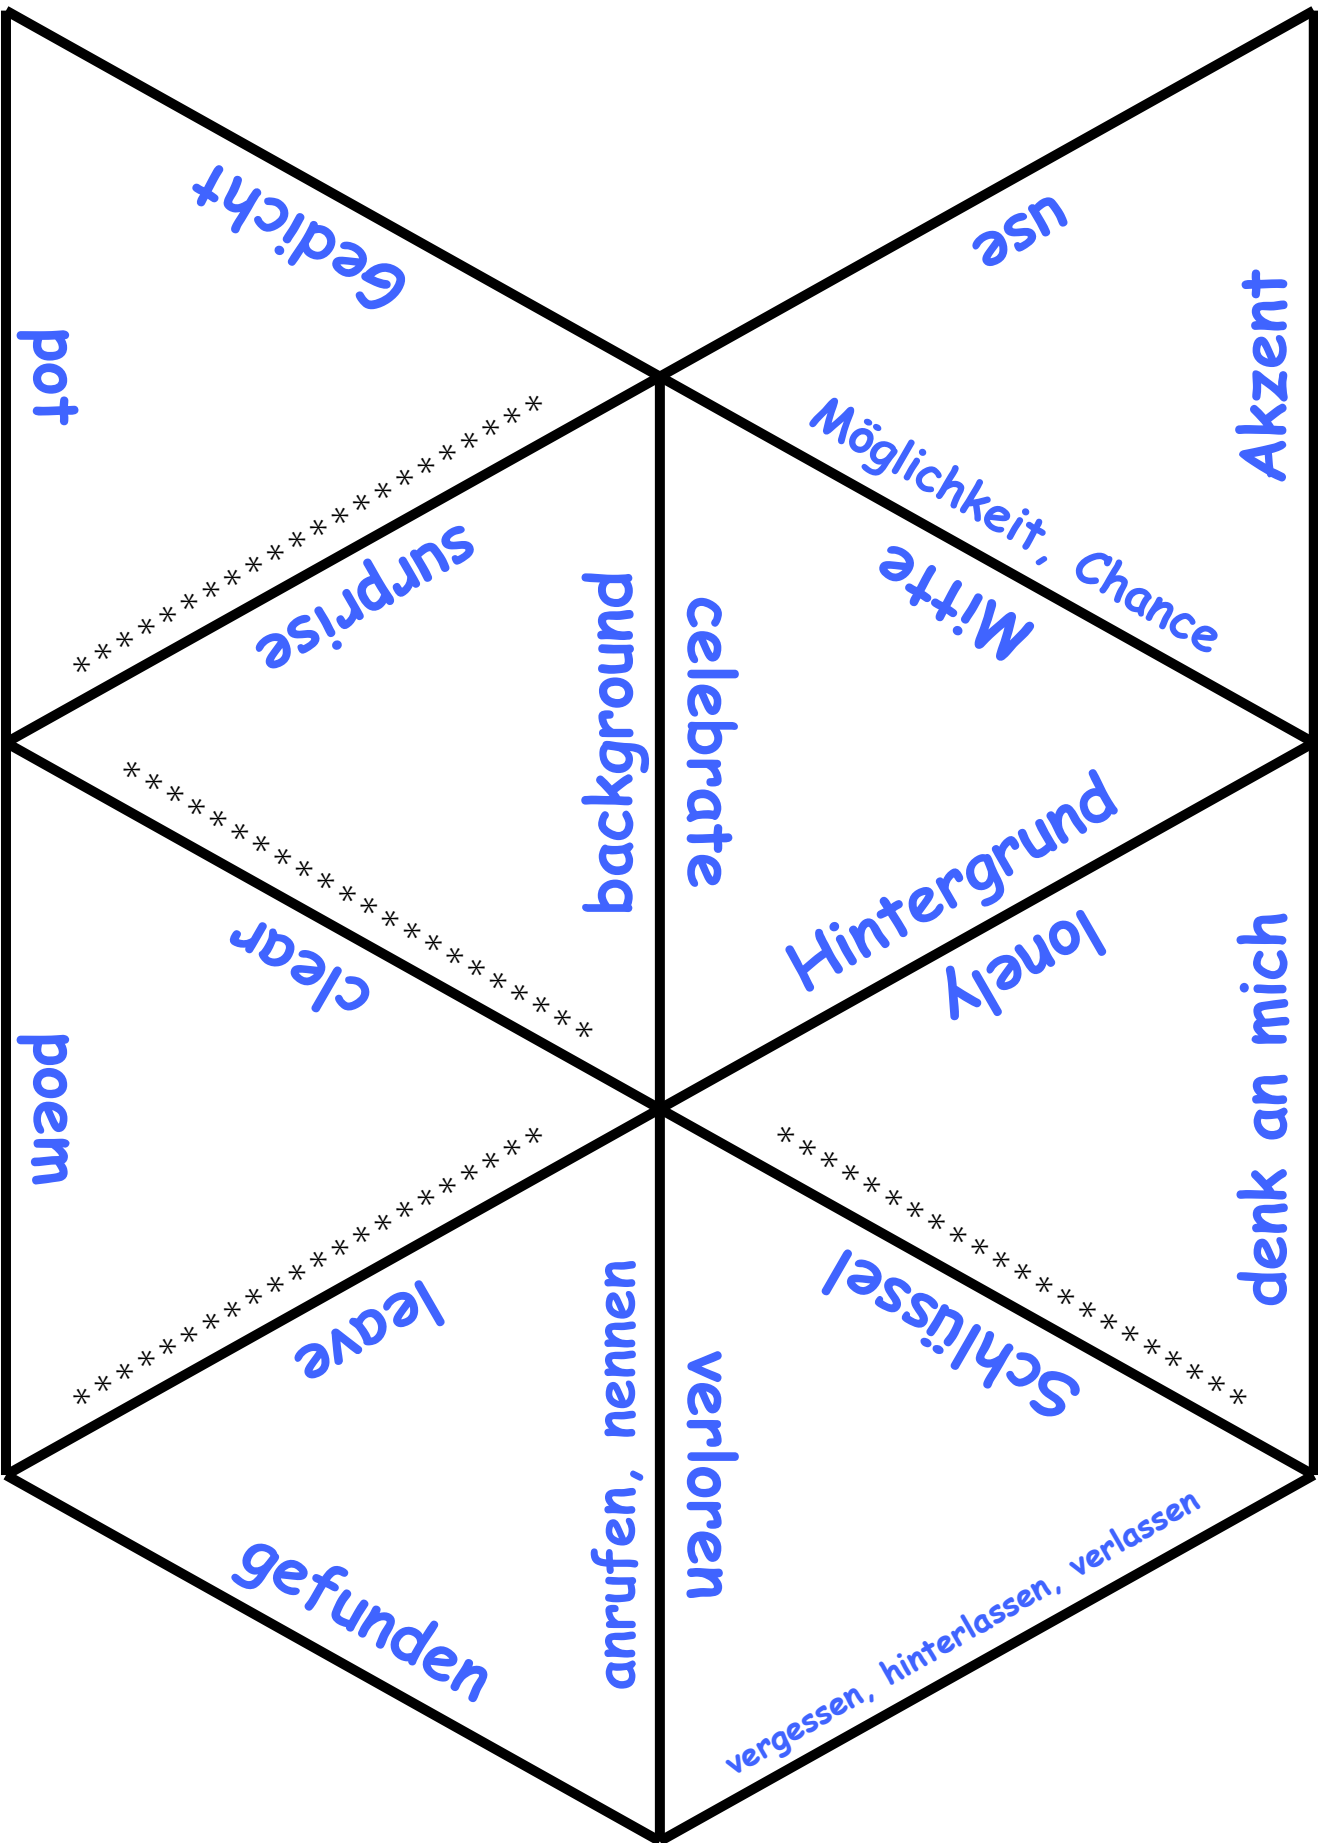 Gedicht
use
pot
Akzent
* * * * * * * * * * * * * * * * * * * * * *
Möglichkeit, Chance
surprise
Mitte
background
celebrate
* * * * * * * * * * * * * * * * * * * * * *
Hintergrund
clear
lonely
denk an mich
poem
* * * * * * * * * * * * * * * * * * * * * *
* * * * * * * * * * * * * * * * * * * * * *
leave
Schlüssel
anrufen, nennen
verloren
gefunden
vergessen, hinterlassen, verlassen